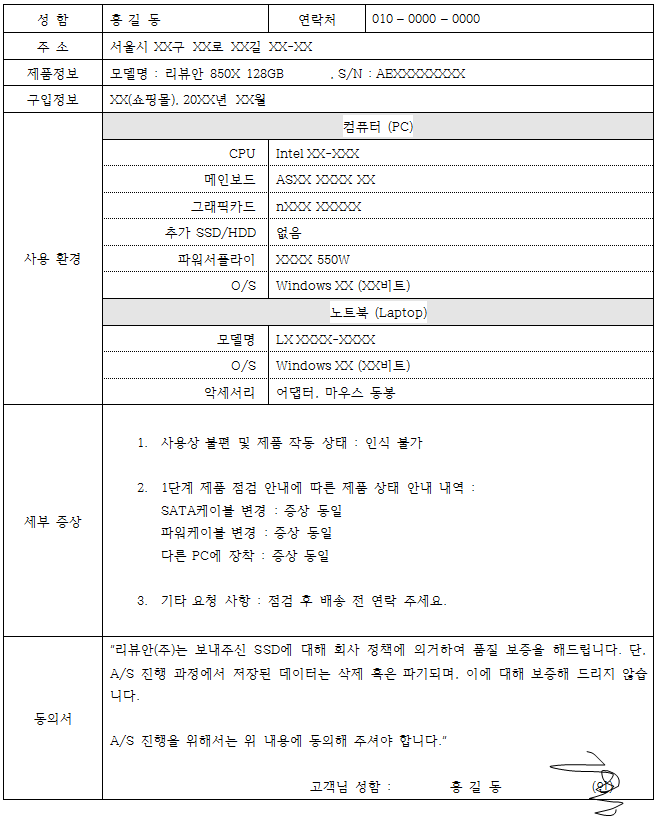 성 함 홍 길 동 연락처 010 – 0000 – 0000
주 소 서울시 XX구 XX로 XX길 XX-XX
제품정보 모델명 : 리뷰안 850X 128GB , S/N : AEXXXXXXXX
구입정보 XX(쇼핑몰), 20XX년 XX월
사용 환경
컴퓨터 (PC)
CPU Intel XX-XXX
메인보드 ASXX XXXX XX
그래픽카드 nXXX XXXXX
추가 SSD/HDD 없음
파워서플라이 XXXX 550W
O/S Windows XX (XX비트)
노트북 (Laptop)
모델명 LX XXXX-XXXX
O/S Windows XX (XX비트)
악세서리 어댑터, 마우스 동봉
세부 증상
1. 사용상 불편 및 제품 작동 상태 : 인식 불가
2. 1단계 제품 점검 안내에 따른 제품 상태 안내 내역 :
SATA케이블 변경 : 증상 동일
파워케이블 변경 : 증상 동일
다른 PC에 장착 : 증상 동일
3. 기타 요청 사항 : 점검 후 배송 전 연락 주세요.
동의서
“리뷰안(주)는 보내주신 SSD에 대해 회사 정책에 의거하여 품질 보증을 해드립니다. 단,
A/S 진행 과정에서 저장된 데이터는 삭제 혹은 파기되며, 이에 대해 보증해 드리지 않습
니다.
A/S 진행을 위해서는 위 내용에 동의해 주셔야 합니다.”
고객님 성함 : 홍 길 동 (인)